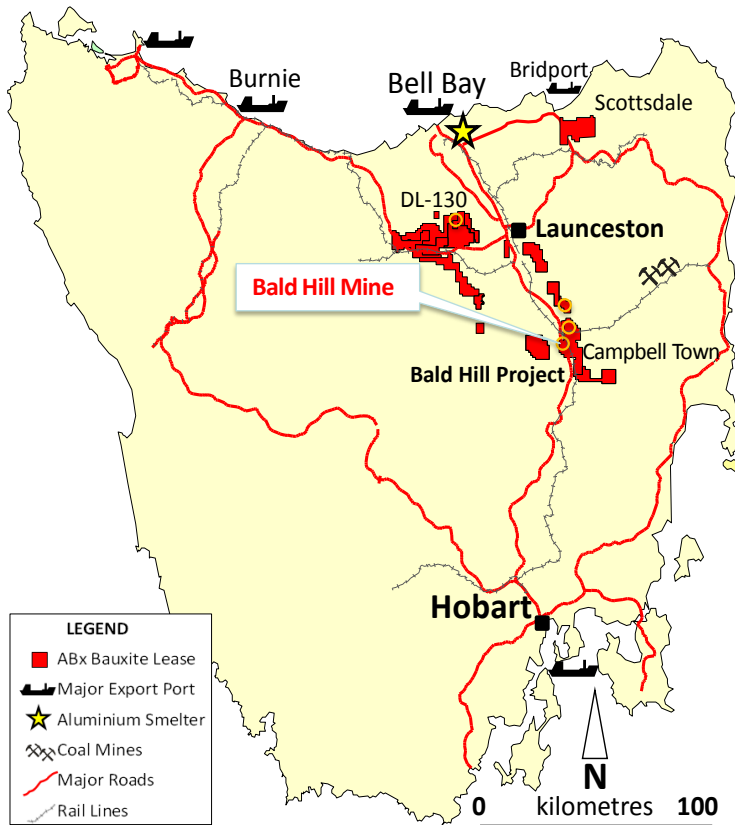 Burnie
Bell Bay
Bridport
Scottsdale
DL-130
Launceston
Bald Hill Mine
Campbell Town
Bald Hill Project
Hobart
LEGEND
ABx Bauxite Lease
Major Export Port
Aluminium Smelter
Coal Mines
Major Roads
Rail Lines
N
0 kilometres 100